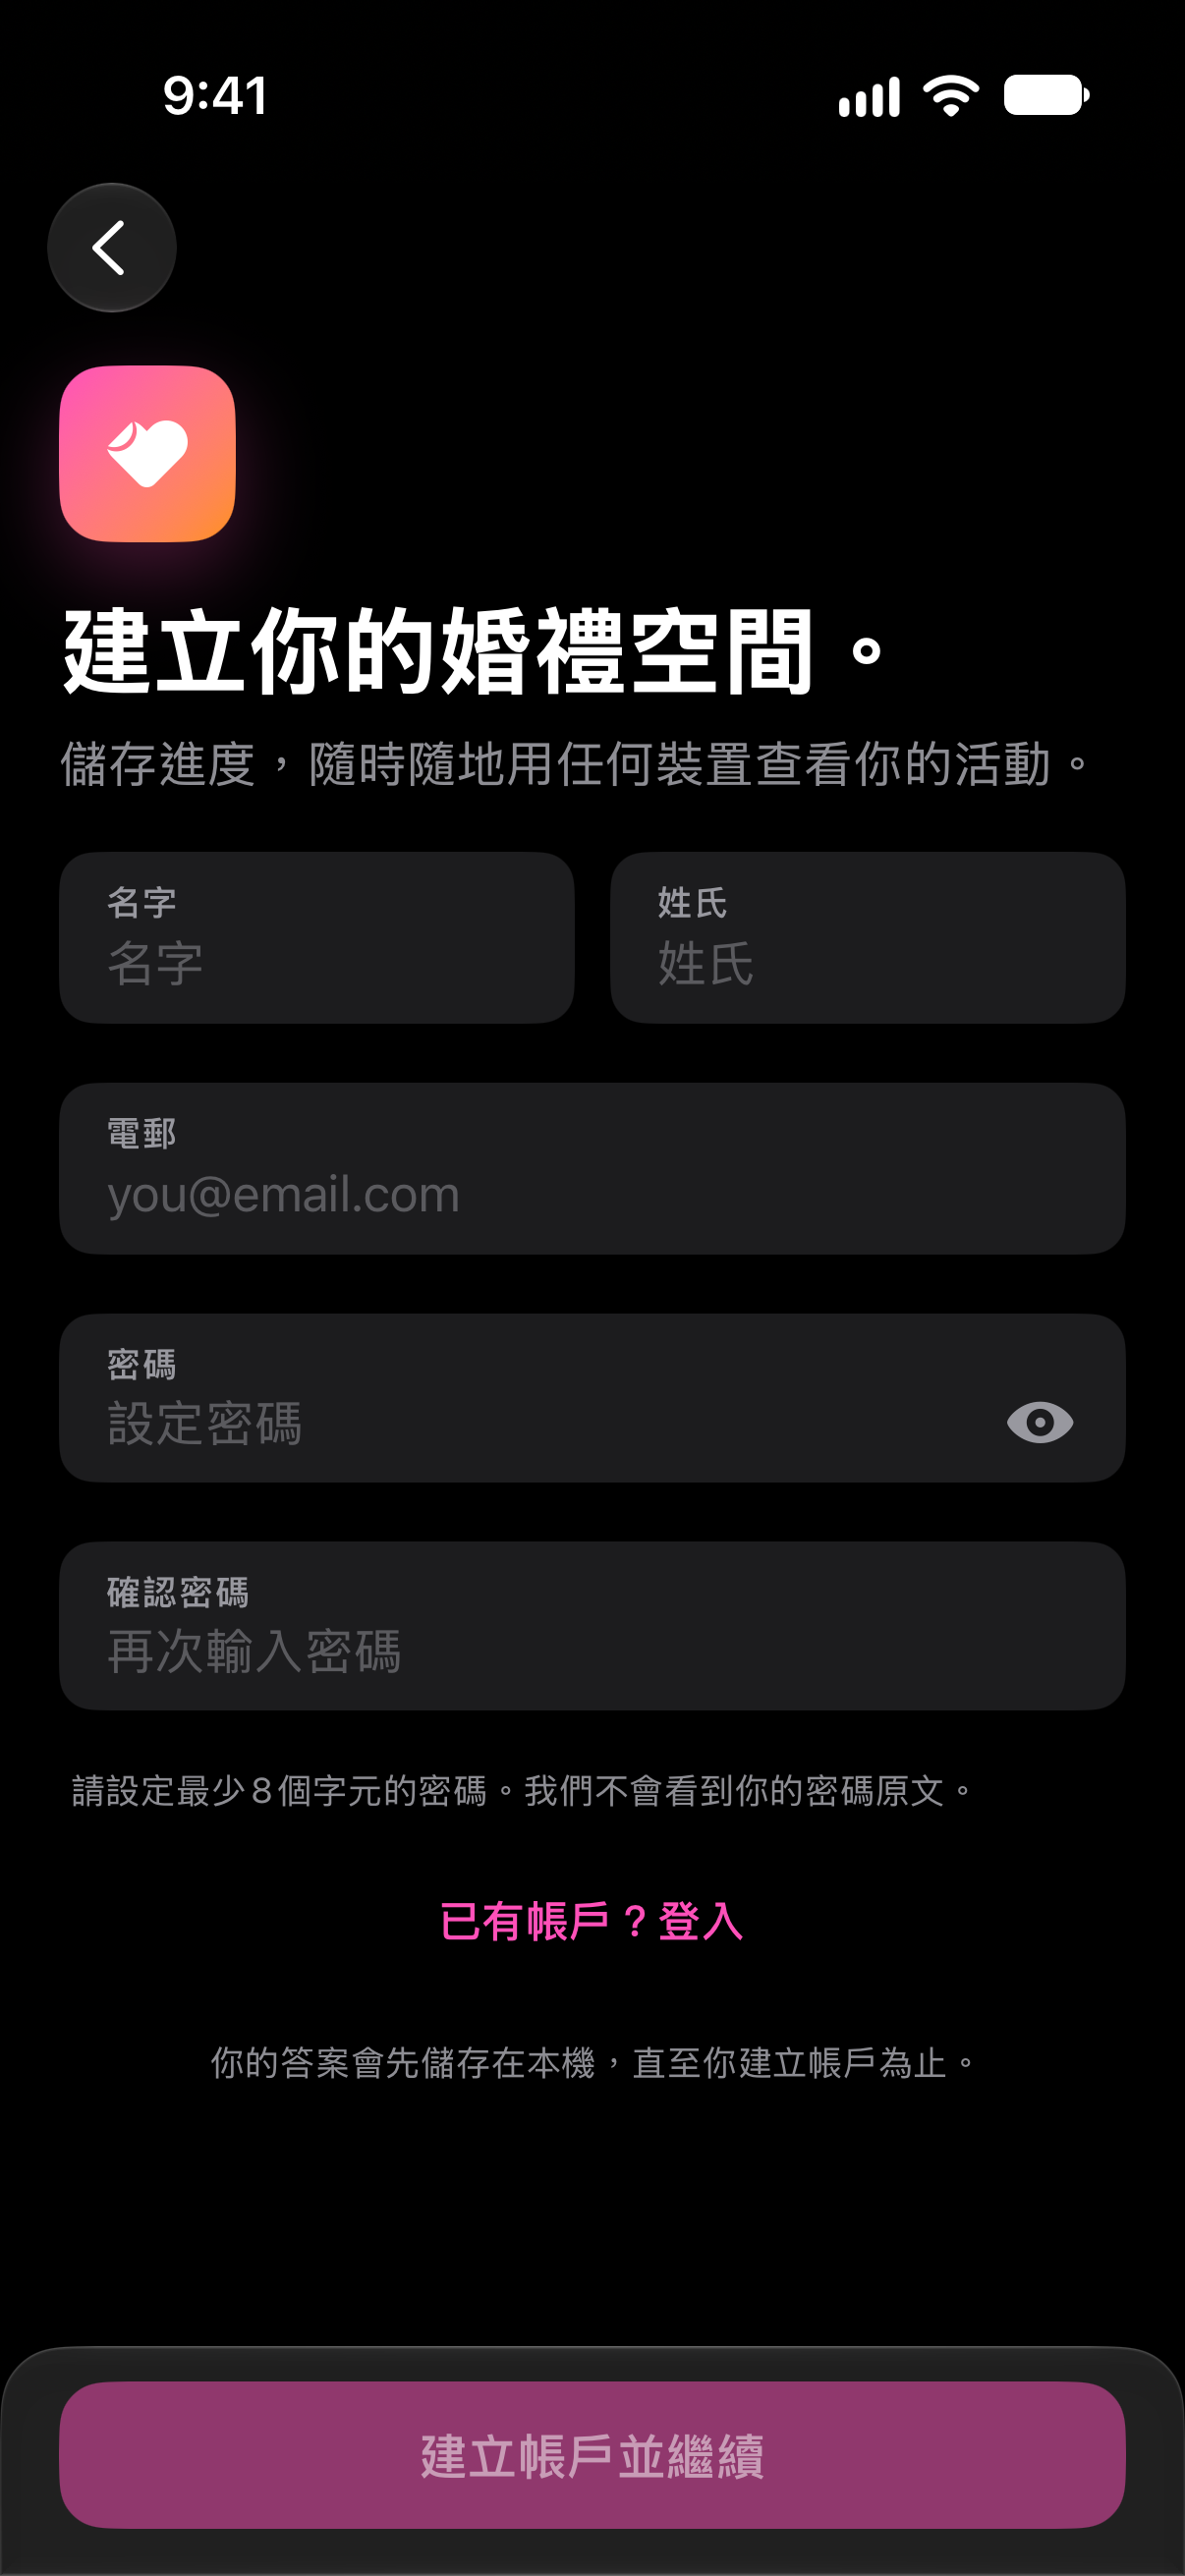 9:41
建立你的婚禮空間。
儲存進度，隨時隨地用任何裝置查看你的活動。
名字
名字
姓氏
姓氏
電郵
you@email.com
密碼
設定密碼
確認密碼
再次輸入密碼
請設定最少 8 個字元的密碼。我們不會看到你的密碼原文。
已有帳戶？登入
你的答案會先儲存在本機，直至你建立帳戶為止。
建立帳戶並繼續